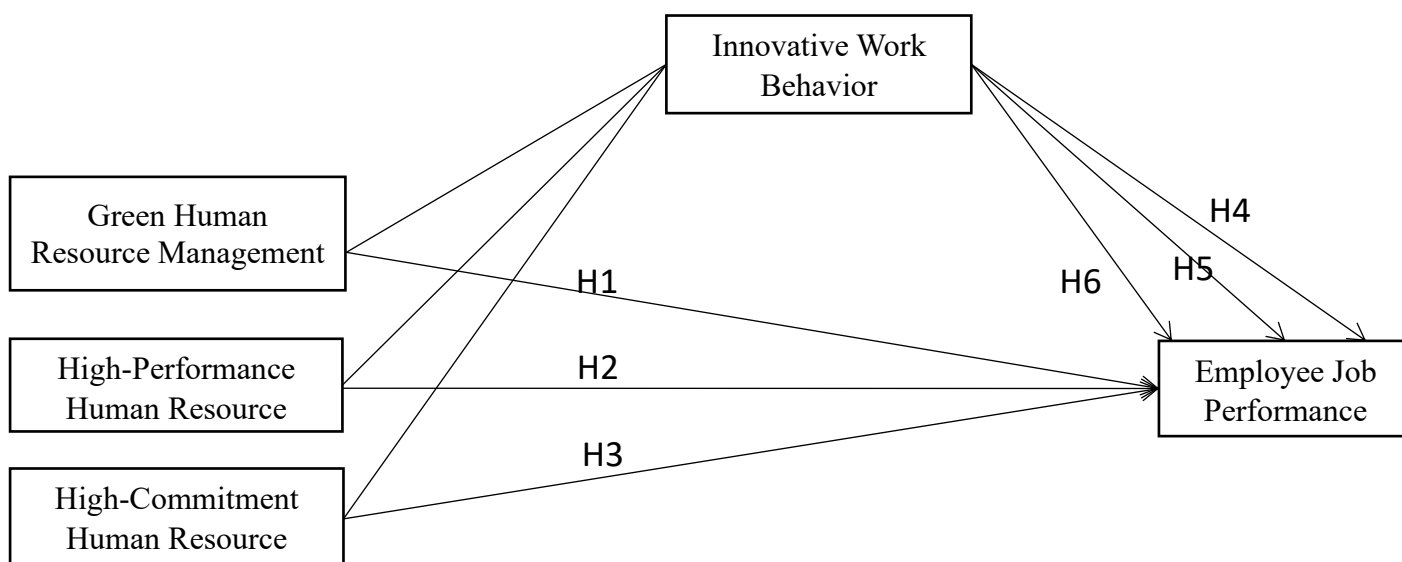 Innovative Work
Behavior
Green Human
Resource Management
H4
H5
H6
H1
High-Performance
Human Resource
H2
Employee Job
Performance
H3
High-Commitment
Human Resource